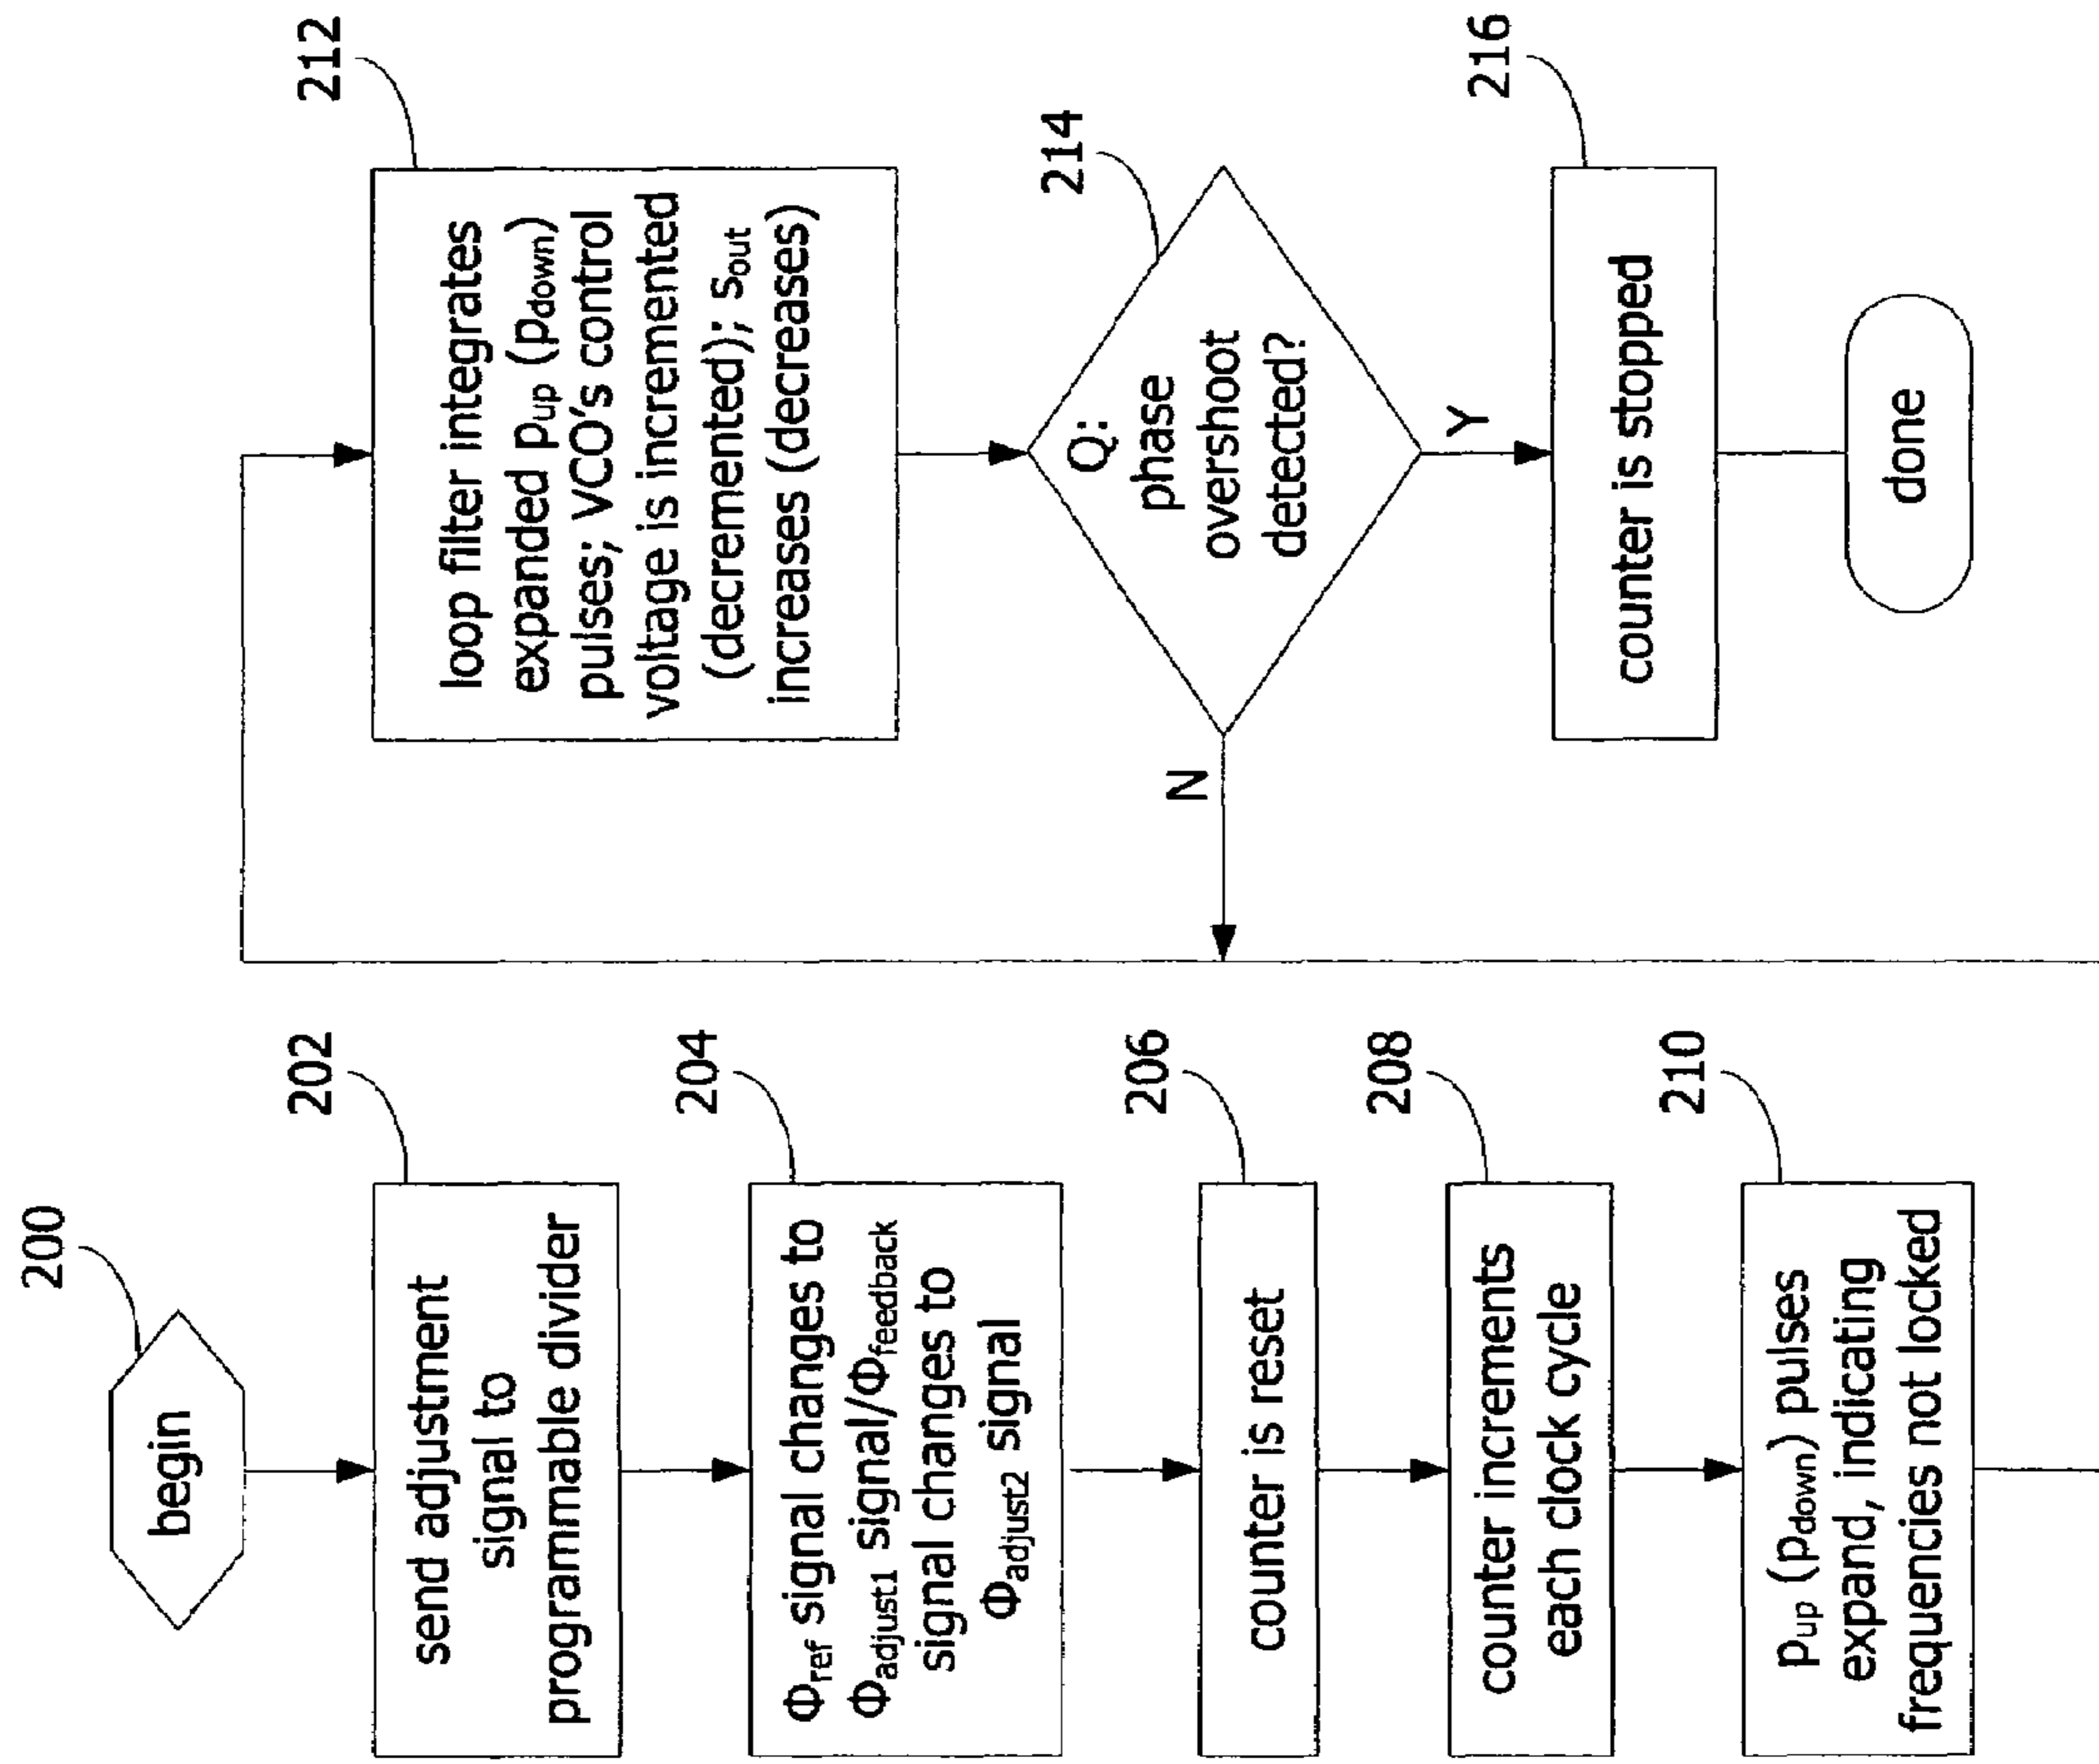 200
begin
202
send adjustment
signal to
programmable divider
204
Φref signal changes to
Φadjust1 signal/Φfeedback
signal changes to
Φadjust2 signal
206
counter is reset
208
counter increments
each clock cycle
210
pup (pdown) pulses
expand, indicating
frequencies not locked
212
loop filter integrates
expanded pup (pdown)
pulses; VCO's control
voltage is incremented
(decremented); sout
increases (decreases)
214
Q:
phase
overshoot
detected?
N
Y
216
counter is stopped
done